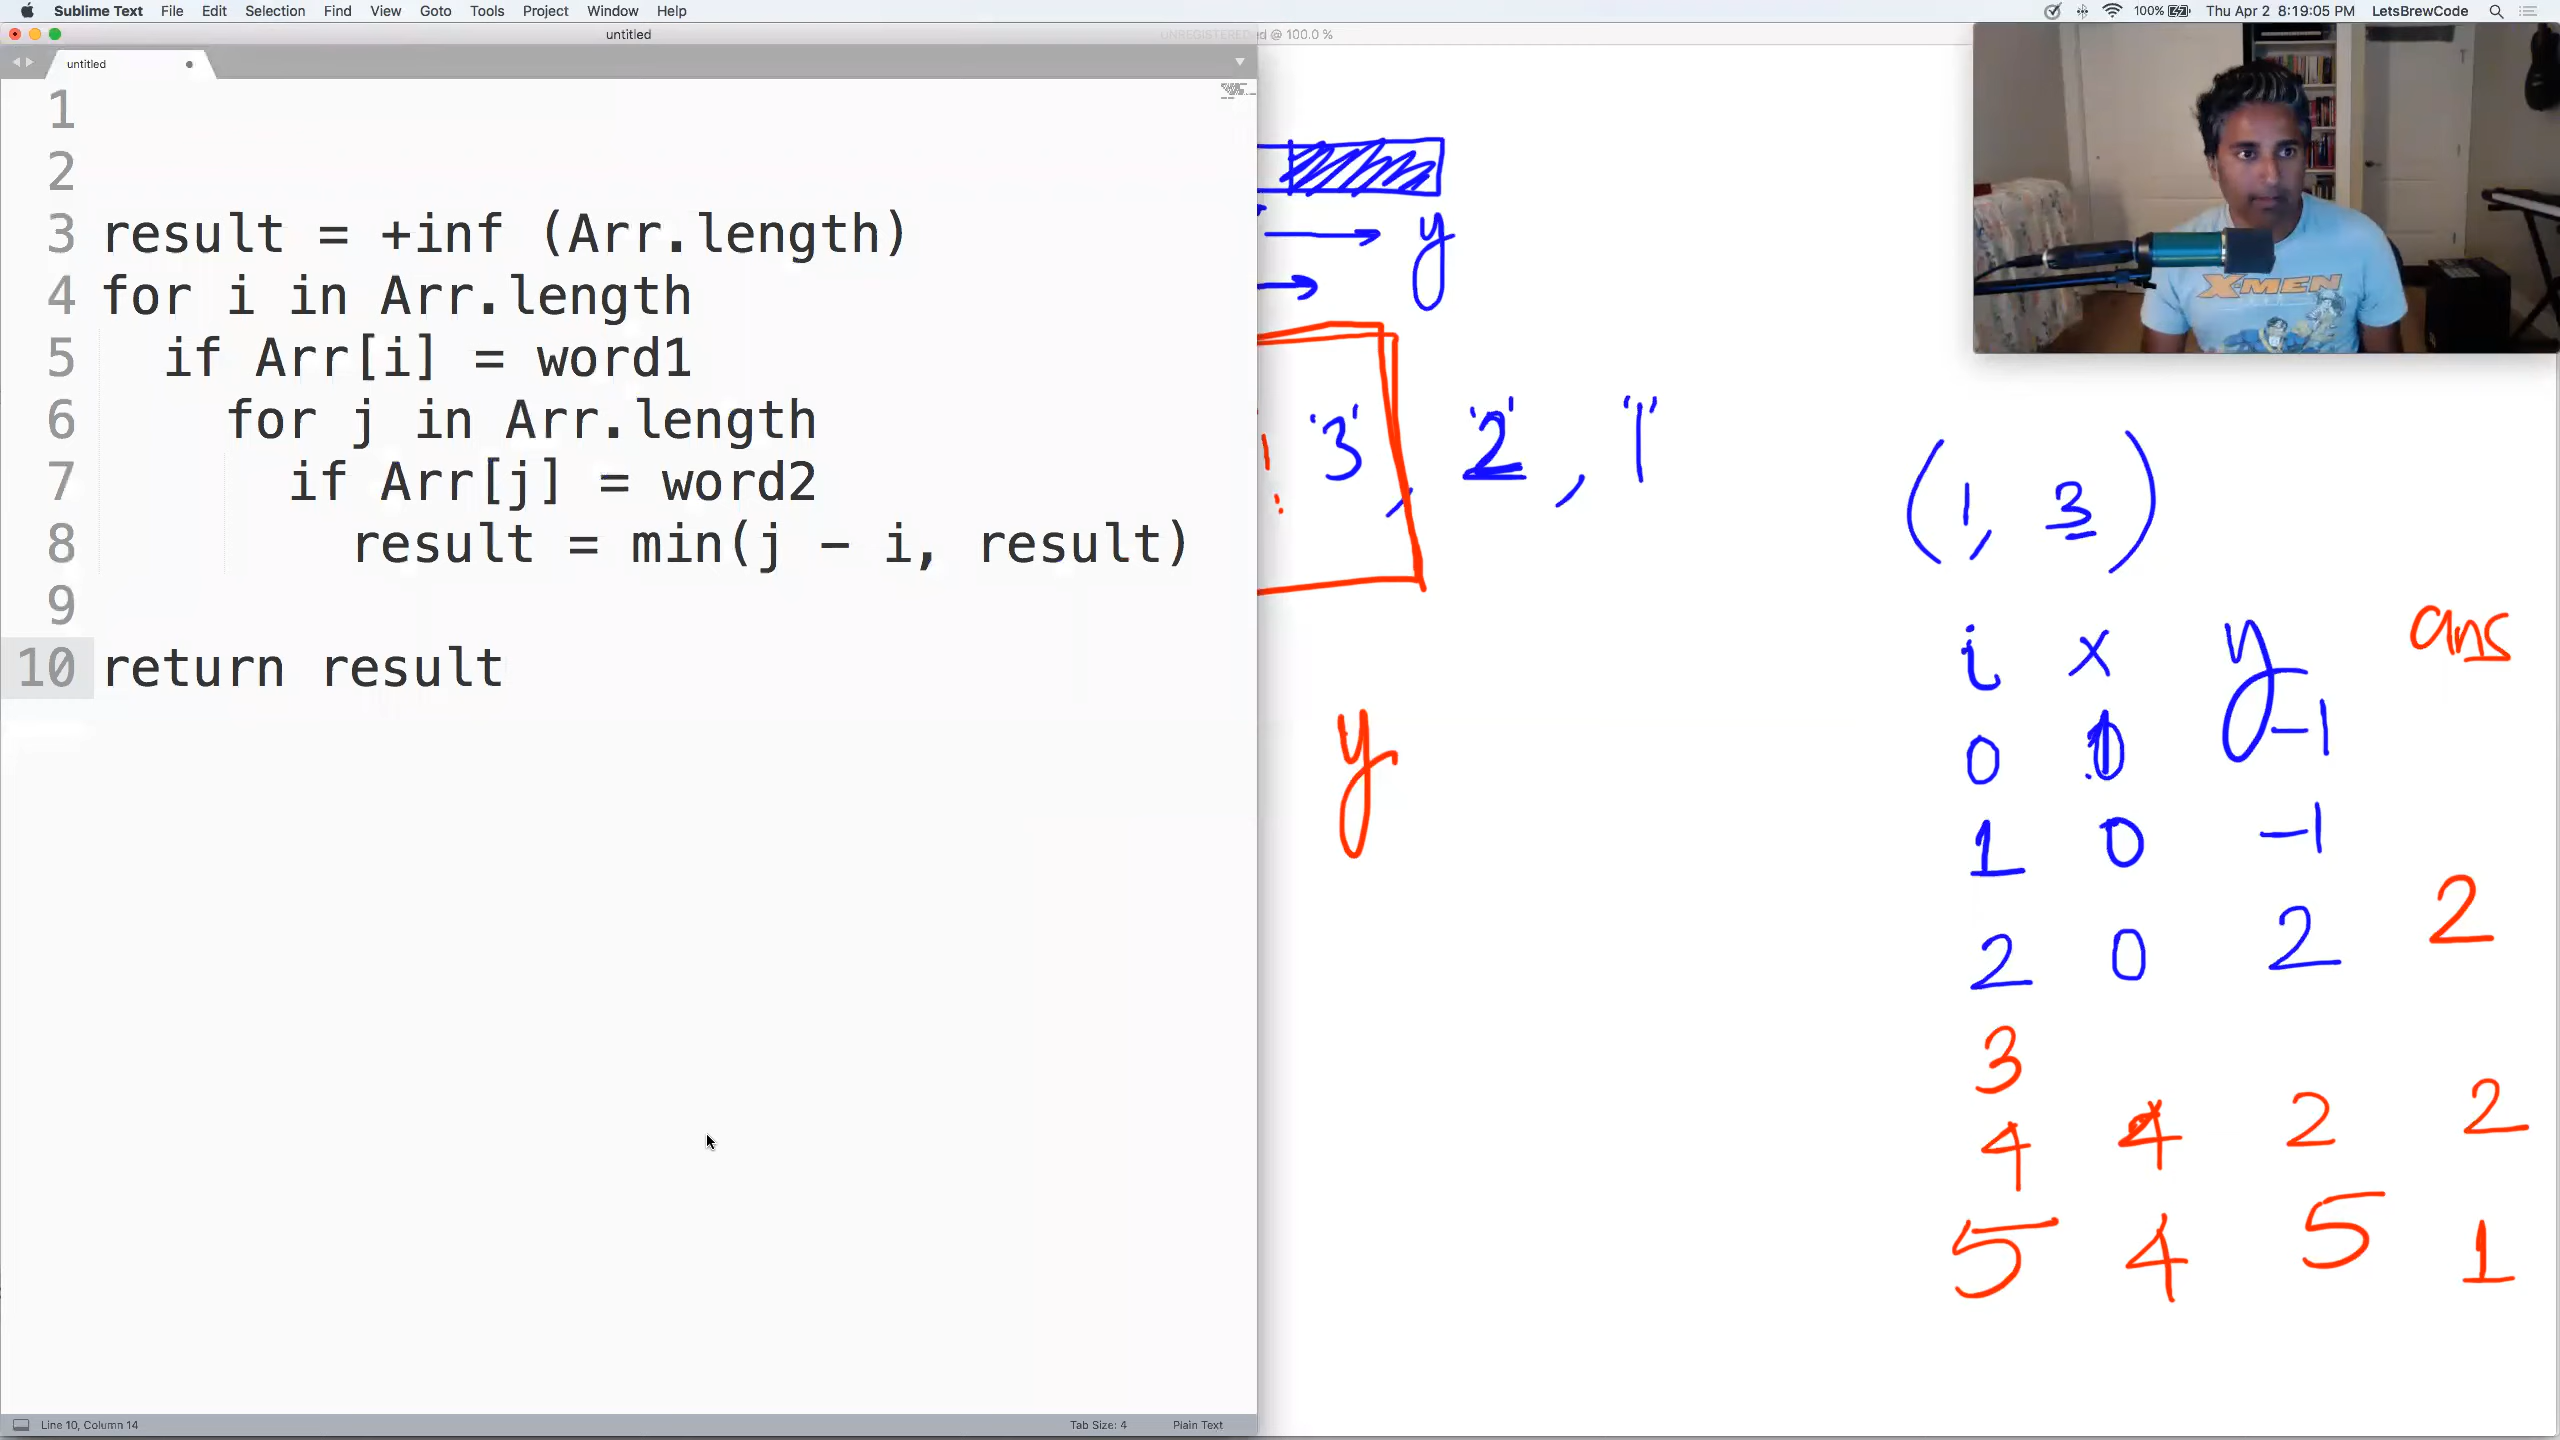 Sublime Text File Edit Selection Find View Goto Tools Project Window Help
100% Thu Apr 2 8:19:05 PM LetsBrewCode
untitled
UNREGISTERED @ 100.0 %
untitled
1
2
3 result = +inf (Arr.length)
4 for i in Arr.length
5 if Arr[i] = word1
6 for j in Arr.length
7 if Arr[j] = word2
8 result = min(j - i, result)
9
10 return result
y
'3', '2', '1'
y
(1, 3)
i x y ans
0 0 -1
1 0 -1
2 0 2 2
3
4 4 2 2
5 4 5 1
X-MEN
Line 10, Column 14
Tab Size: 4 Plain Text